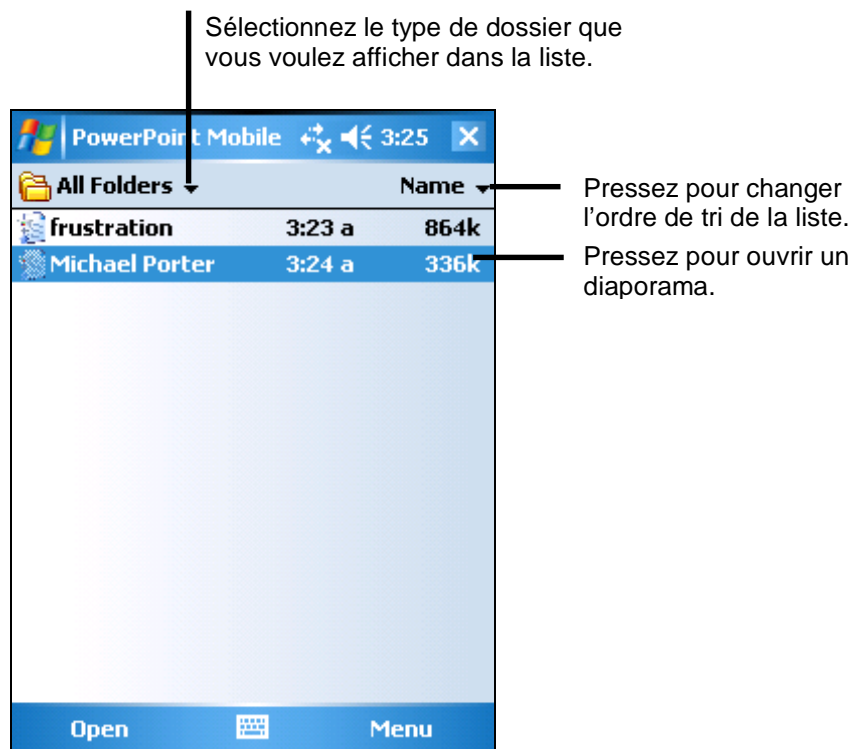 Sélectionnez le type de dossier que
vous voulez afficher dans la liste.
PowerPoint Mobile 3:25
All Folders Name
frustration 3:23 a 864k
Michael Porter 3:24 a 336k
Pressez pour changer
l’ordre de tri de la liste.
Pressez pour ouvrir un
diaporama.
Open Menu